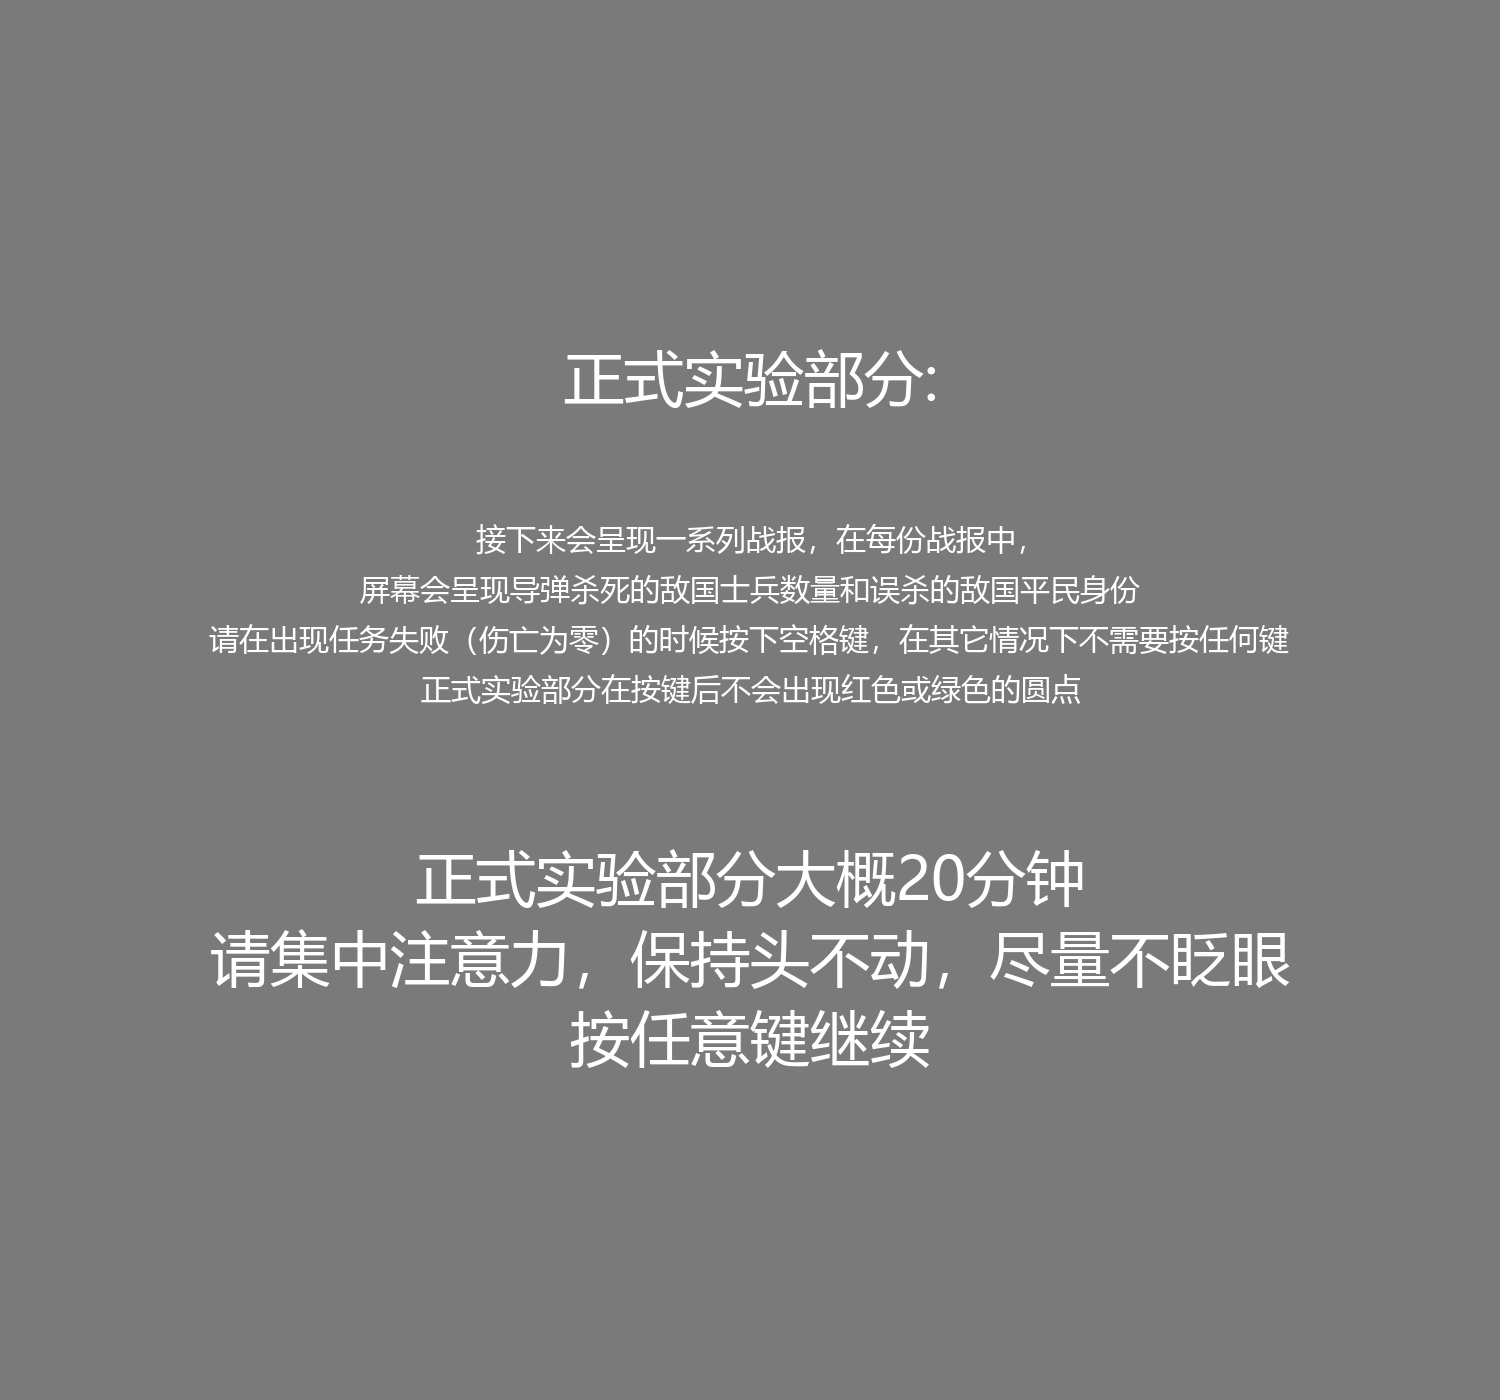 正式实验部分:
接下来会呈现一系列战报，在每份战报中，
屏幕会呈现导弹杀死的敌国士兵数量和误杀的敌国平民身份
请在出现任务失败（伤亡为零）的时候按下空格键，在其它情况下不需要按任何键
正式实验部分在按键后不会出现红色或绿色的圆点
正式实验部分大概20分钟
请集中注意力，保持头不动，尽量不眨眼
按任意键继续